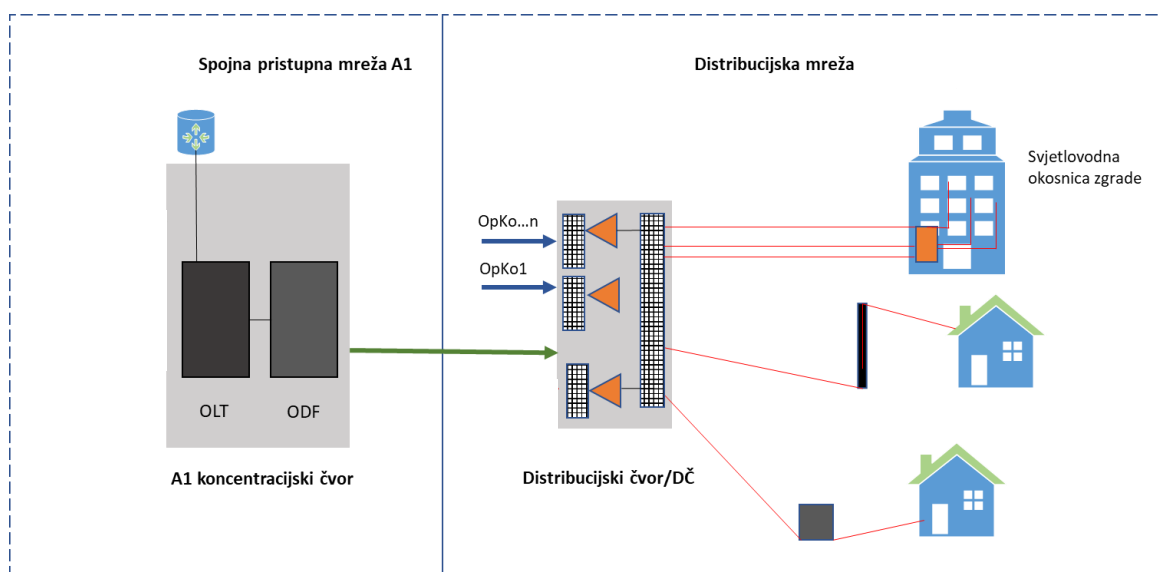 Spojna pristupna mreža A1
Distribucijska mreža
Svjetlovodna
okosnica zgrade
OpKo...n
OpKo1
OLT
ODF
A1 koncentracijski čvor
Distribucijski čvor/DČ